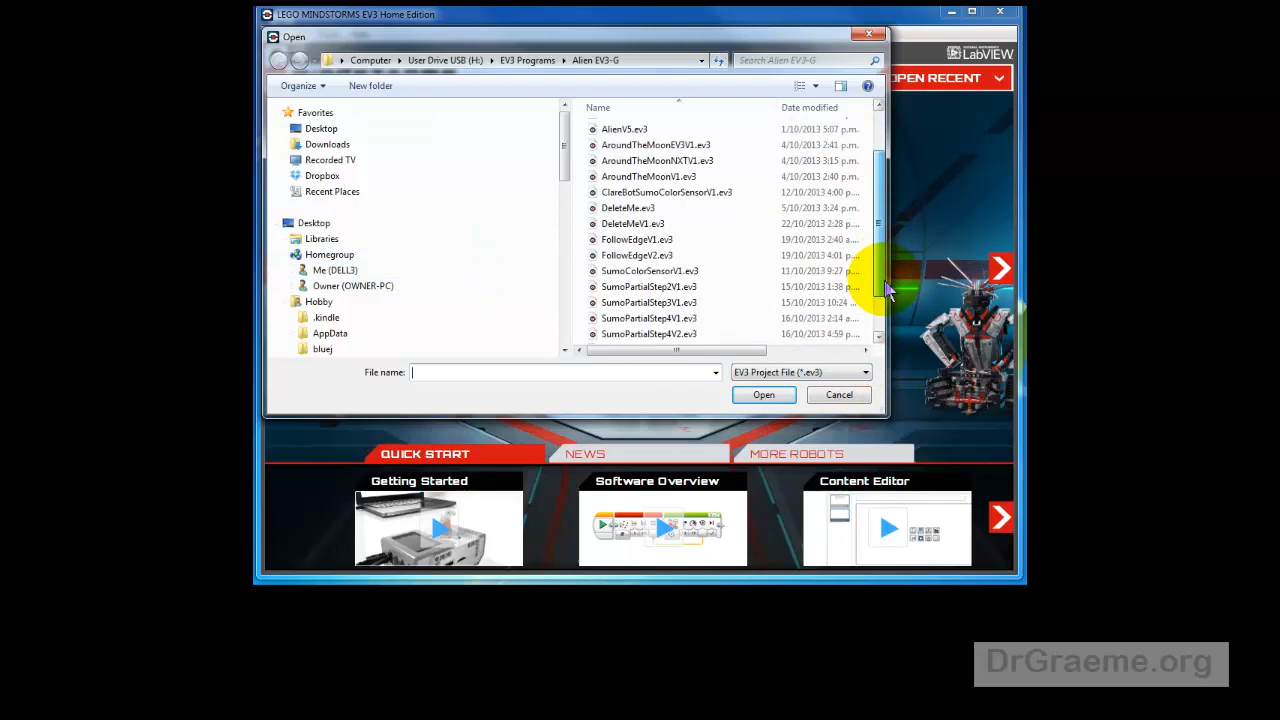 LEGO MINDSTORMS EV3 Home Edition
Open
Computer User Drive USB (H:) EV3 Programs Alien EV3-G Search Alien EV3-G
LabVIEW
OPEN RECENT
Organize New folder
Name Date modified
Favorites
Desktop
Downloads
Recorded TV
Dropbox
Recent Places
Desktop
Libraries
Homegroup
Me (DELL3)
Owner (OWNER-PC)
Hobby
.kindle
AppData
bluej
AlienV5.ev3 1/10/2013 5:07 p.m.
AroundTheMoonEV3V1.ev3 4/10/2013 2:41 p.m.
AroundTheMoonNXTV1.ev3 4/10/2013 3:15 p.m.
AroundTheMoonV1.ev3 4/10/2013 2:40 p.m.
ClareBotSumoColorSensorV1.ev3 12/10/2013 4:00 p....
DeleteMe.ev3 5/10/2013 3:24 p.m.
DeleteMeV1.ev3 22/10/2013 2:28 p....
FollowEdgeV1.ev3 19/10/2013 2:40 a....
FollowEdgeV2.ev3 19/10/2013 4:01 p....
SumoColorSensorV1.ev3 11/10/2013 9:27 p...
SumoPartialStep2V1.ev3 15/10/2013 1:38 p...
SumoPartialStep3V1.ev3 15/10/2013 10:24 ...
SumoPartialStep4V1.ev3 16/10/2013 2:14 a....
SumoPartialStep4V2.ev3 16/10/2013 4:59 p....
File name: EV3 Project File (*.ev3)
Open Cancel
QUICK START NEWS MORE ROBOTS
Getting Started Software Overview Content Editor
DrGraeme.org